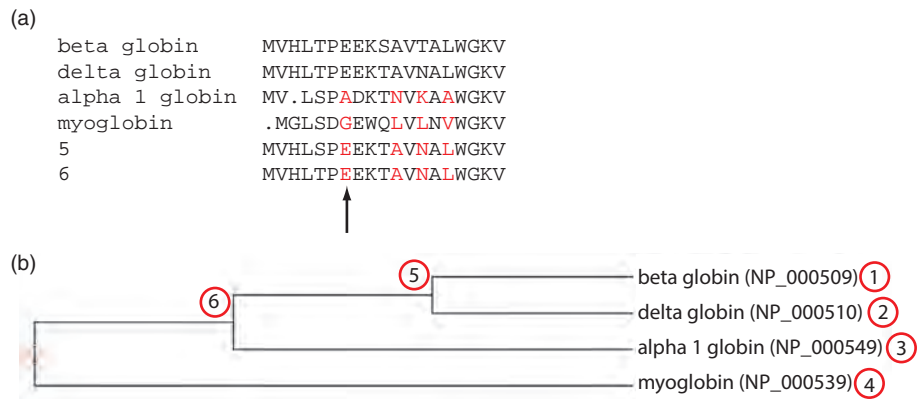 (a)
beta globin MVHLTPEEKSAVTALWGKV
delta globin MVHLTPEEKTAVNALWGKV
alpha 1 globin MV.LSPADKTNVKAAWGKV
myoglobin .MGLSDGEWQLVLNVWGKV
5 MVHLSPEEKTAVNALWGKV
6 MVHLTPEEKTAVNALWGKV
(b)
5
6
beta globin (NP_000509) 1
delta globin (NP_000510) 2
alpha 1 globin (NP_000549) 3
myoglobin (NP_000539) 4